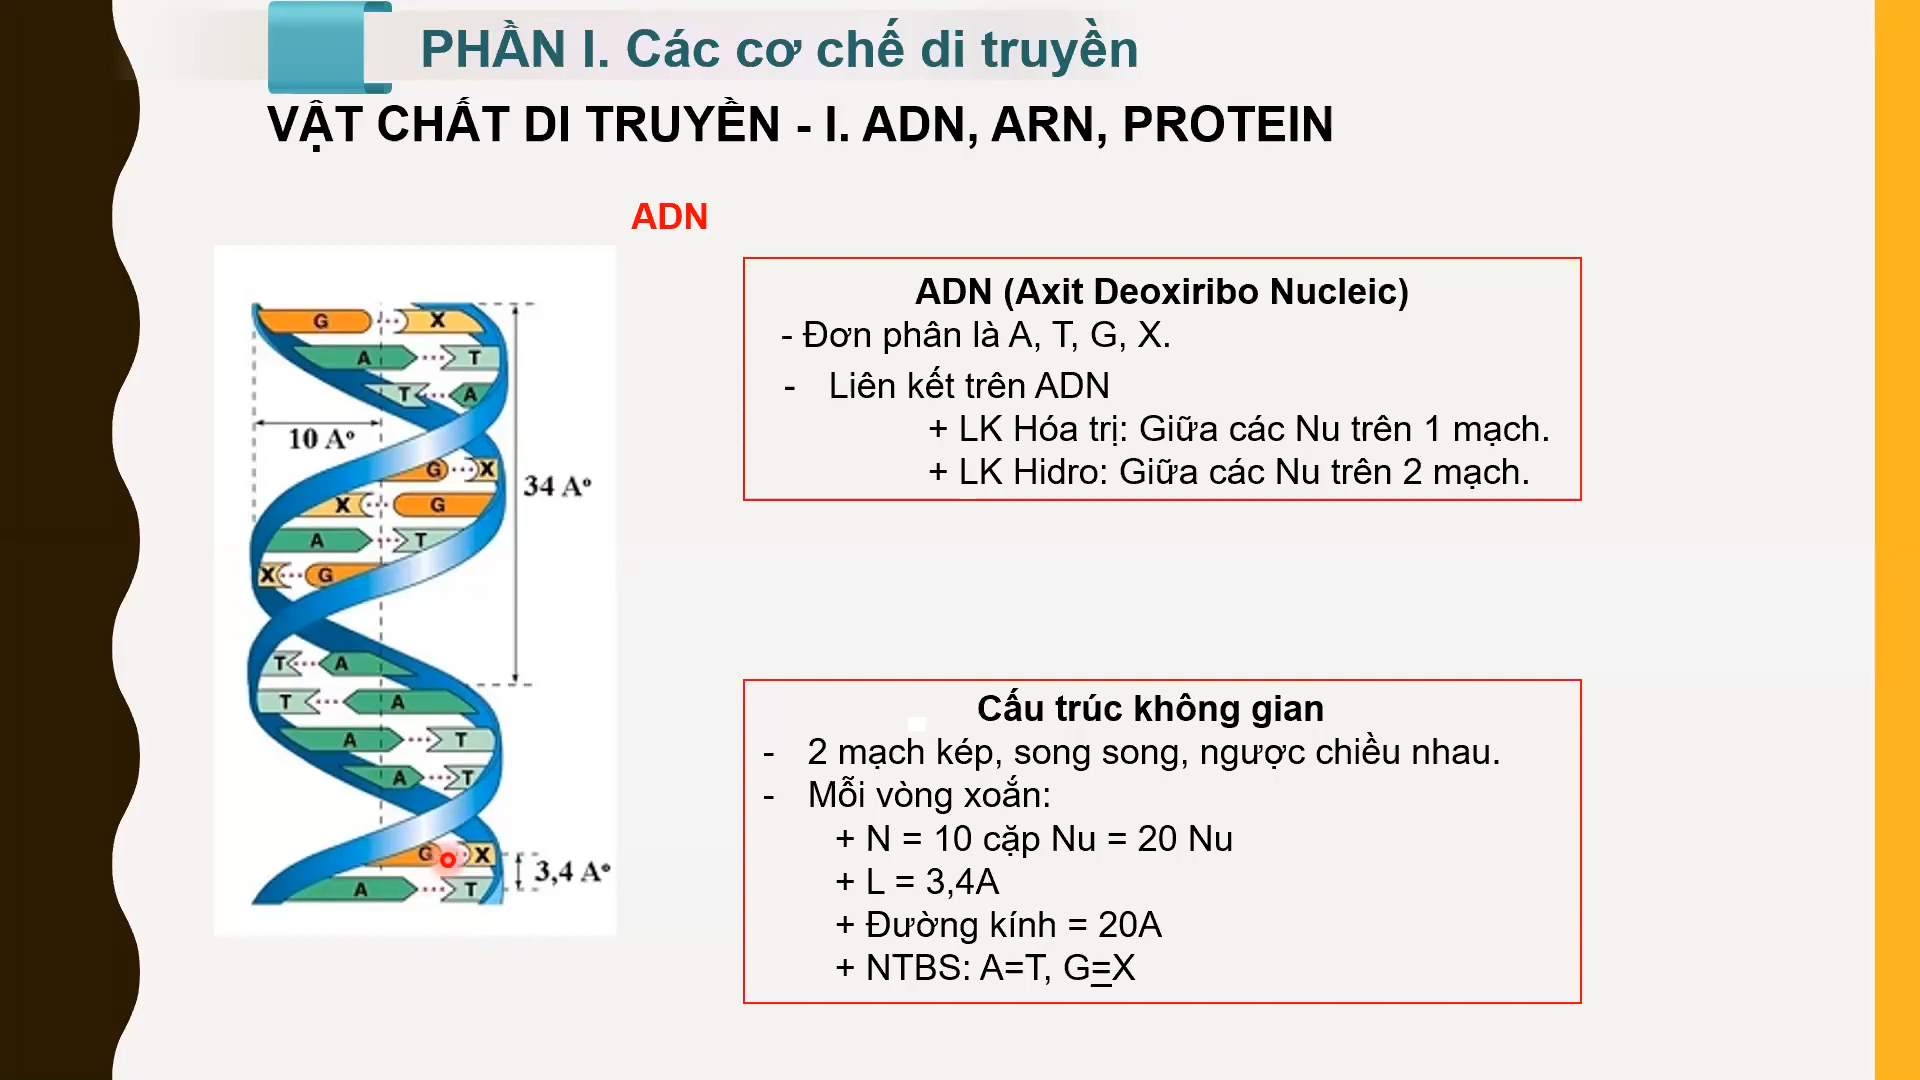 PHẦN I. Các cơ chế di truyền
VẬT CHẤT DI TRUYỀN - I. ADN, ARN, PROTEIN
ADN
G X
A T
T A
10 Aº
G X
34 Aº
X G
A T
X G
T A
T A
A T
A T
G X
3,4 Aº
A T
ADN (Axit Deoxiribo Nucleic)
- Đơn phân là A, T, G, X.
- Liên kết trên ADN
+ LK Hóa trị: Giữa các Nu trên 1 mạch.
+ LK Hidro: Giữa các Nu trên 2 mạch.
Cấu trúc không gian
- 2 mạch kép, song song, ngược chiều nhau.
- Mỗi vòng xoắn:
+ N = 10 cặp Nu = 20 Nu
+ L = 3,4A
+ Đường kính = 20A
+ NTBS: A=T, G≡X